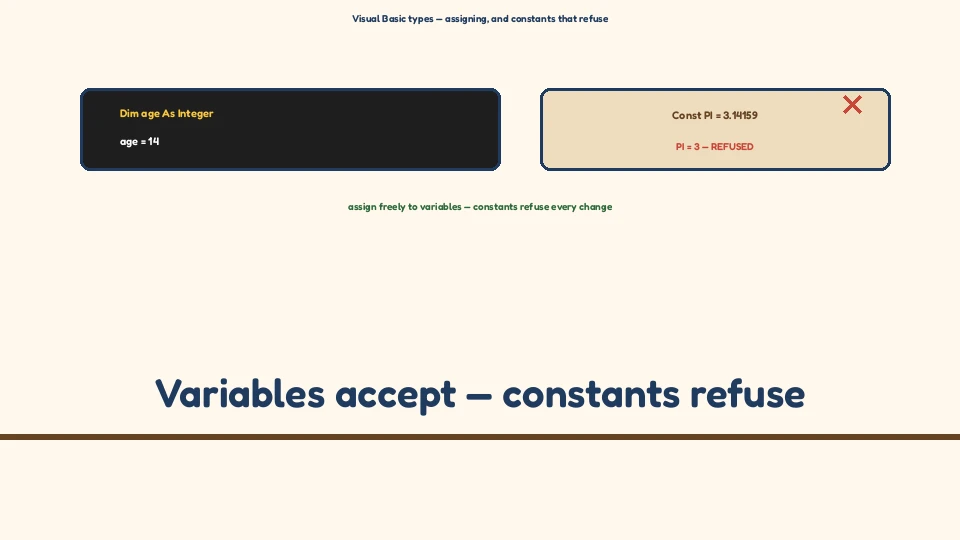 Visual Basic types — assigning, and constants that refuse
Dim age As Integer
age = 14
Const PI = 3.14159
PI = 3 — REFUSED
assign freely to variables — constants refuse every change
Variables accept — constants refuse